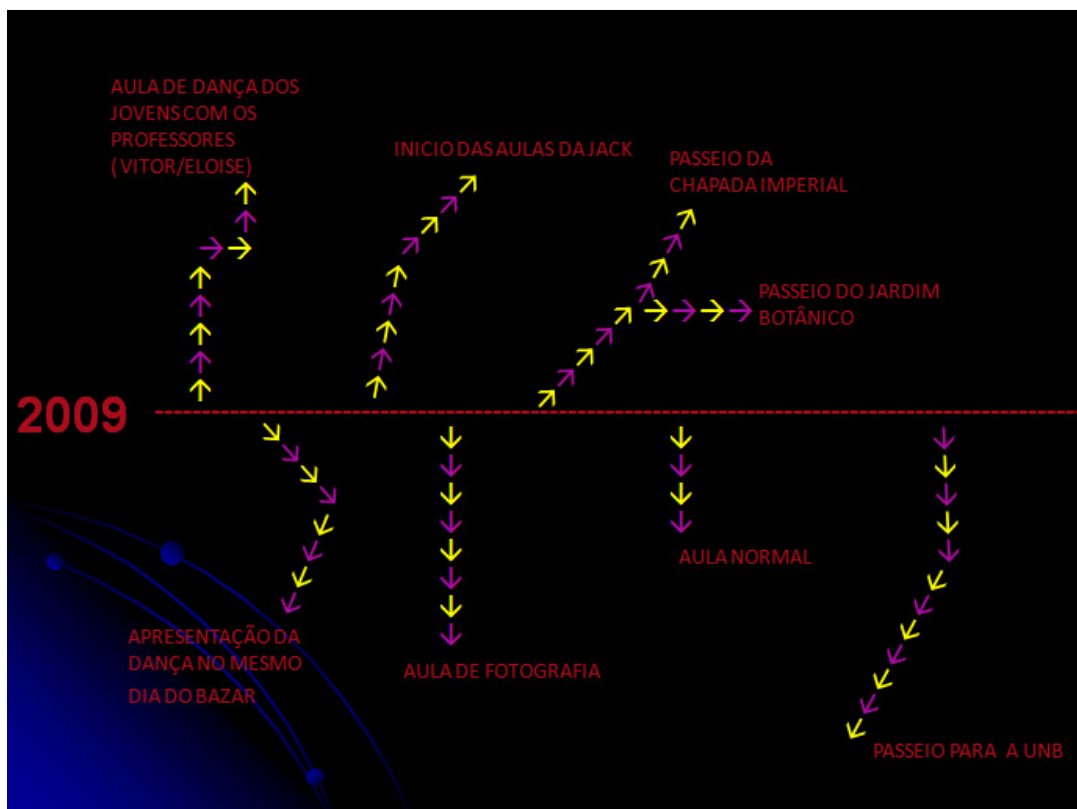 AULA DE DANÇA DOS
JOVENS COM OS
PROFESSORES
( VITOR/ELOISE)
INICIO DAS AULAS DA JACK
PASSEIO DA
CHAPADA IMPERIAL
PASSEIO DO JARDIM
BOTÂNICO
2009
AULA NORMAL
APRESENTAÇÃO DA
DANÇA NO MESMO
DIA DO BAZAR
AULA DE FOTOGRAFIA
PASSEIO PARA A UNB